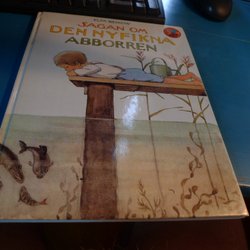 SAGAN OM
DEN NYFIKNA
ABBORREN